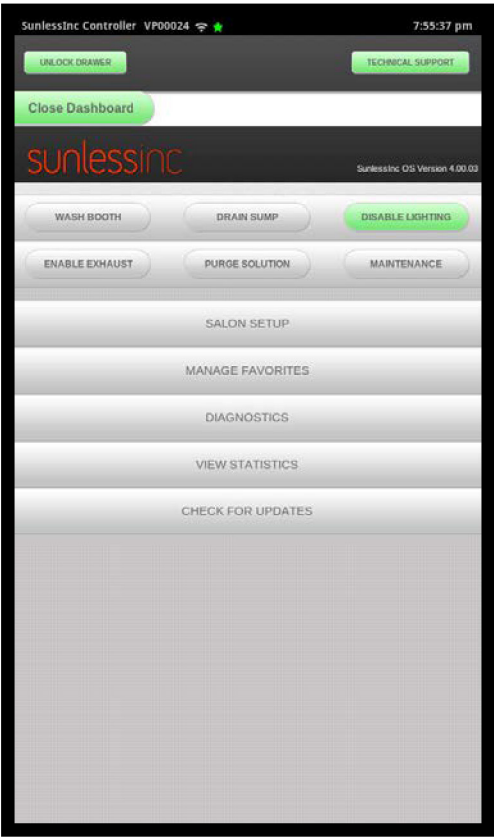 SunlessInc Controller VP00024 7:55:37 pm
UNLOCK DRAWER TECHNICAL SUPPORT
Close Dashboard
sunlessinc
SunlessInc OS Version 4.00.03
WASH BOOTH DRAIN SUMP DISABLE LIGHTING
ENABLE EXHAUST PURGE SOLUTION MAINTENANCE
SALON SETUP
MANAGE FAVORITES
DIAGNOSTICS
VIEW STATISTICS
CHECK FOR UPDATES